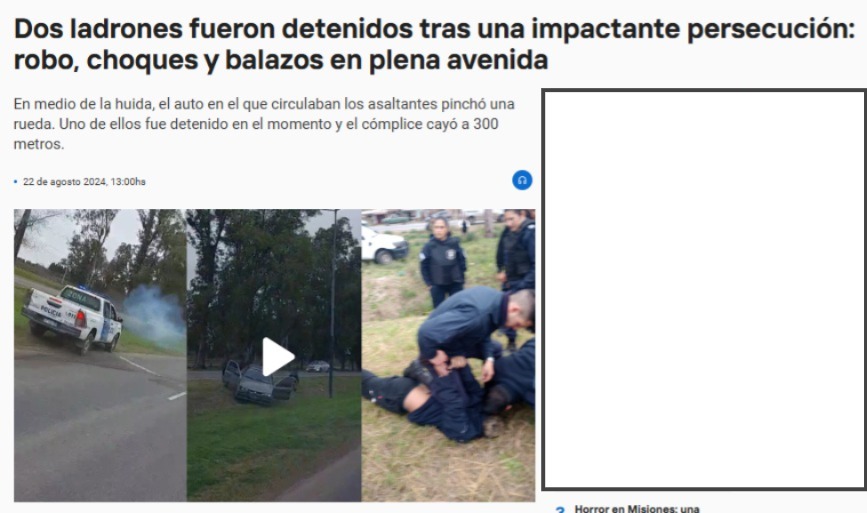 Dos ladrones fueron detenidos tras una impactante persecución:
robo, choques y balazos en plena avenida
En medio de la huida, el auto en el que circulaban los asaltantes pinchó una
rueda. Uno de ellos fue detenido en el momento y el cómplice cayó a 300
metros.
• 22 de agosto 2024, 13:00hs
ZONA
POLICIA
Horror en Misiones: una